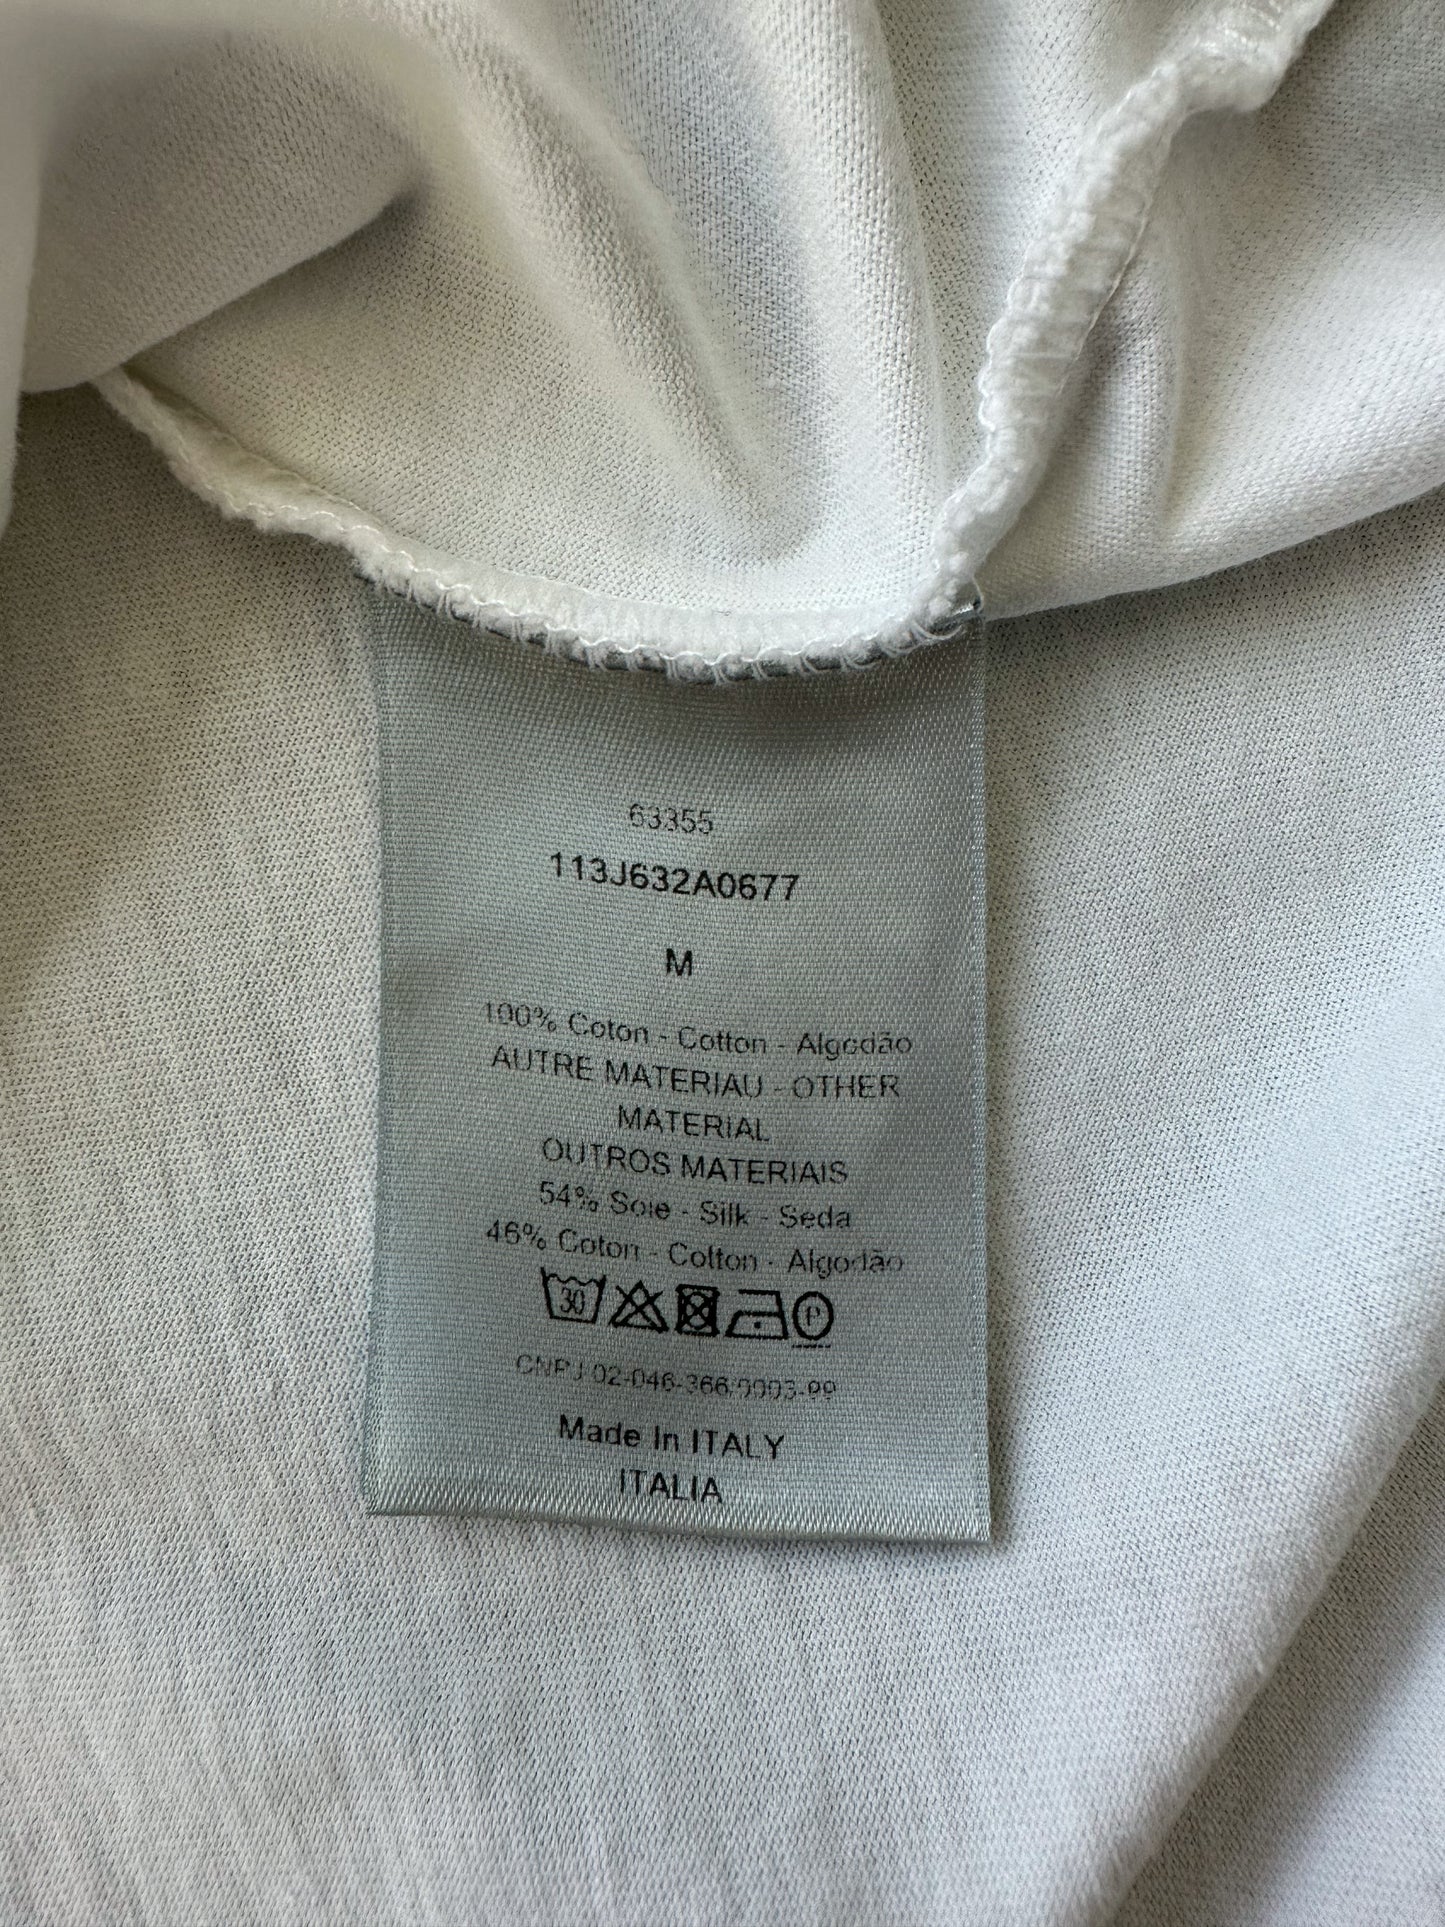 63355
113J632A0677
M
100% Coton - Cotton - Algodão
AUTRE MATERIAU - OTHER
MATERIAL
OUTROS MATERIAIS
54% Soie - Silk - Seda
46% Coton - Cotton - Algodão
30 P
CNPJ 02-046-366/0003-99
Made In ITALY
ITALIA